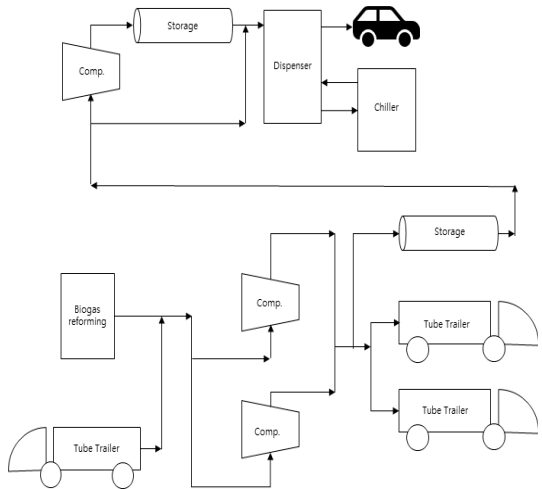 Storage
Comp.
Dispenser
Chiller
Storage
Biogas
reforming
Comp.
Tube Trailer
Tube Trailer
Comp.
Tube Trailer